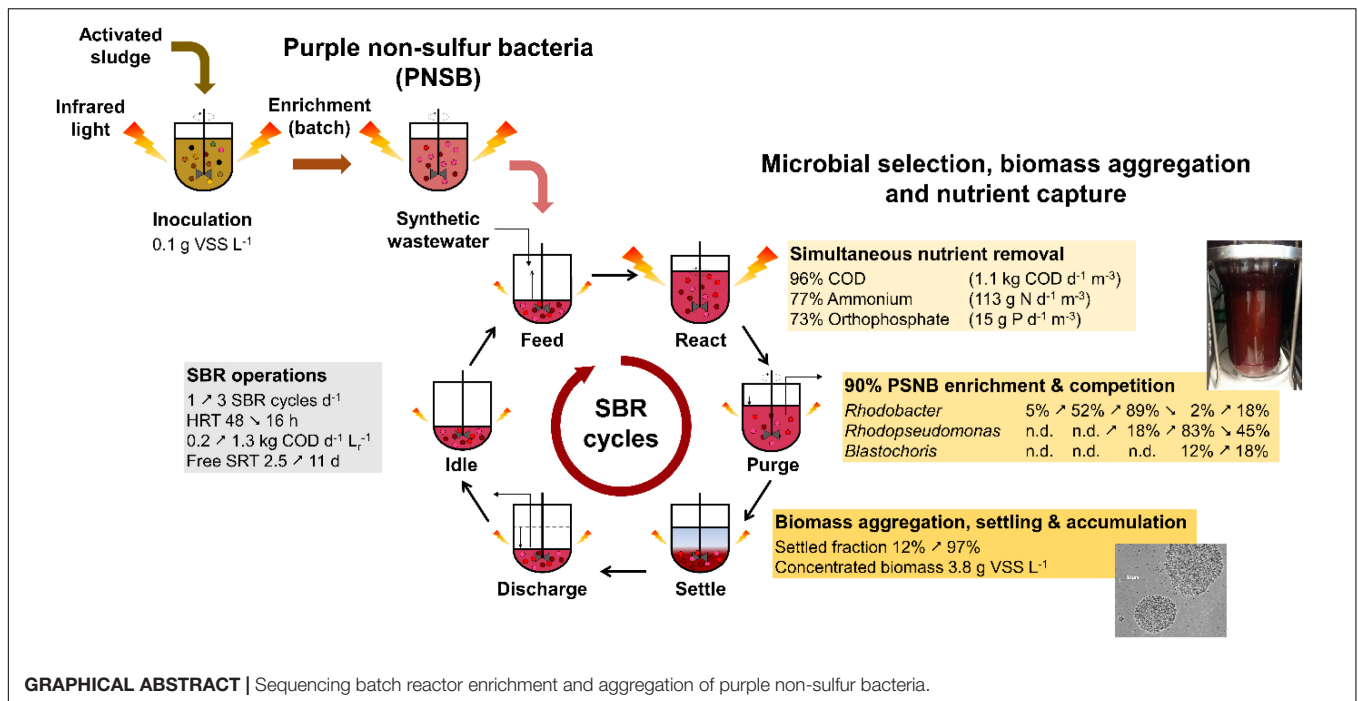 Activated
sludge
Purple non-sulfur bacteria
(PNSB)
Infrared
light
Enrichment
(batch)
Inoculation
0.1 g VSS L⁻¹
Microbial selection, biomass aggregation
and nutrient capture
Synthetic
wastewater
Feed
React
Simultaneous nutrient removal
96% COD (1.1 kg COD d⁻¹ m⁻³)
77% Ammonium (113 g N d⁻¹ m⁻³)
73% Orthophosphate (15 g P d⁻¹ m⁻³)
SBR operations
1 ↗ 3 SBR cycles d⁻¹
HRT 48 ↘ 16 h
0.2 ↗ 1.3 kg COD d⁻¹ Lᵣ⁻¹
Free SRT 2.5 ↗ 11 d
Idle
SBR
cycles
Purge
90% PSNB enrichment & competition
Rhodobacter 5% ↗ 52% ↗ 89% ↘ 2% ↗ 18%
Rhodopseudomonas n.d. n.d. ↗ 18% ↗ 83% ↘ 45%
Blastochoris n.d. n.d. n.d. 12% ↗ 18%
Discharge
Settle
Biomass aggregation, settling & accumulation
Settled fraction 12% ↗ 97%
Concentrated biomass 3.8 g VSS L⁻¹
GRAPHICAL ABSTRACT | Sequencing batch reactor enrichment and aggregation of purple non-sulfur bacteria.